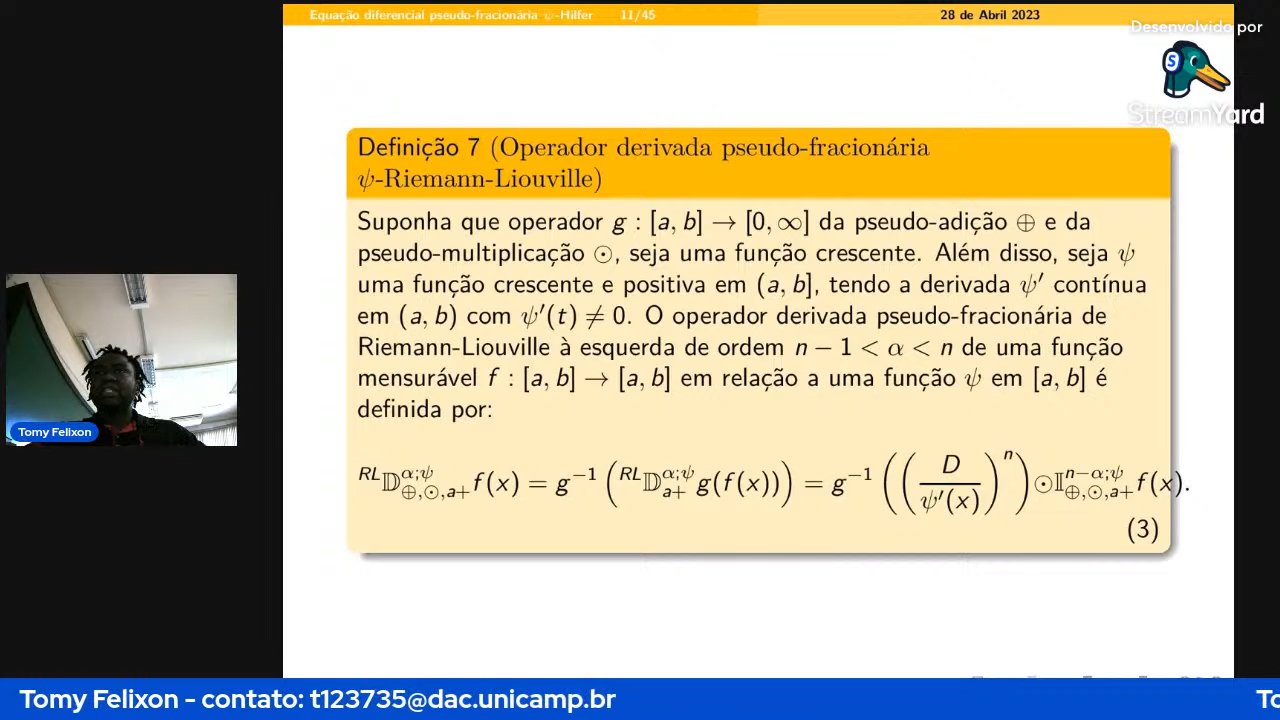 Equação diferencial pseudo-fracionária ψ-Hilfer 11/45 28 de Abril 2023
Desenvolvido por
S
StreamYard
Definição 7 (Operador derivada pseudo-fracionária
ψ-Riemann-Liouville)
Suponha que operador g : [a, b] → [0, ∞] da pseudo-adição ⊕ e da
pseudo-multiplicação ⊙, seja uma função crescente. Além disso, seja ψ
uma função crescente e positiva em (a, b], tendo a derivada ψ′ contínua
em (a, b) com ψ′(t) ≠ 0. O operador derivada pseudo-fracionária de
Riemann-Liouville à esquerda de ordem n − 1 < α < n de uma função
mensurável f : [a, b] → [a, b] em relação a uma função ψ em [a, b] é
definida por:
^{RL}𝔻^{α;ψ}_{⊕,⊙,a+} f(x) = g^{−1} (^{RL}𝔻^{α;ψ}_{a+} g(f(x))) = g^{−1} ((D/ψ′(x))^n) ⊙ 𝕀^{n−α;ψ}_{⊕,⊙,a+} f(x).
(3)
Tomy Felixon
Tomy Felixon - contato: t123735@dac.unicamp.br To